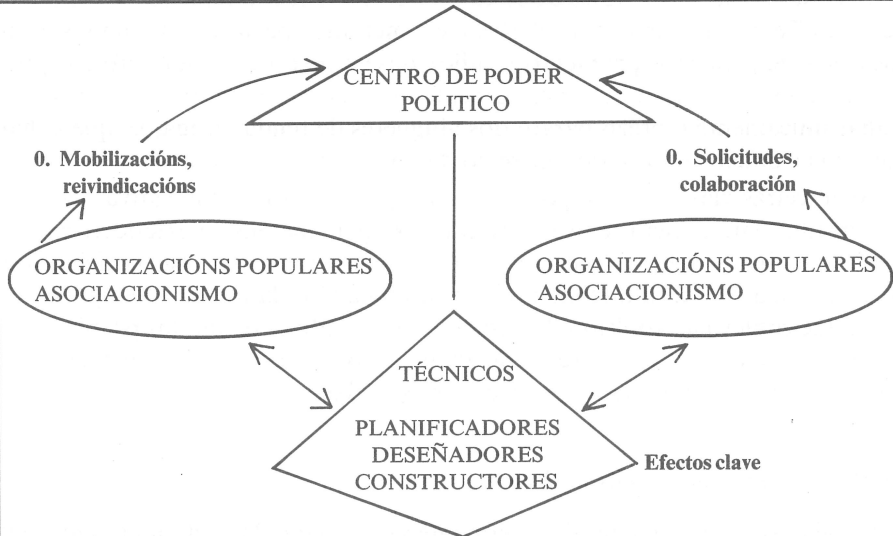 CENTRO DE PODER
POLITICO
0. Mobilizacións,
reivindicacións
0. Solicitudes,
colaboración
ORGANIZACIÓNS POPULARES
ASOCIACIONISMO
ORGANIZACIÓNS POPULARES
ASOCIACIONISMO
TÉCNICOS
PLANIFICADORES
DESEÑADORES
CONSTRUCTORES
Efectos clave